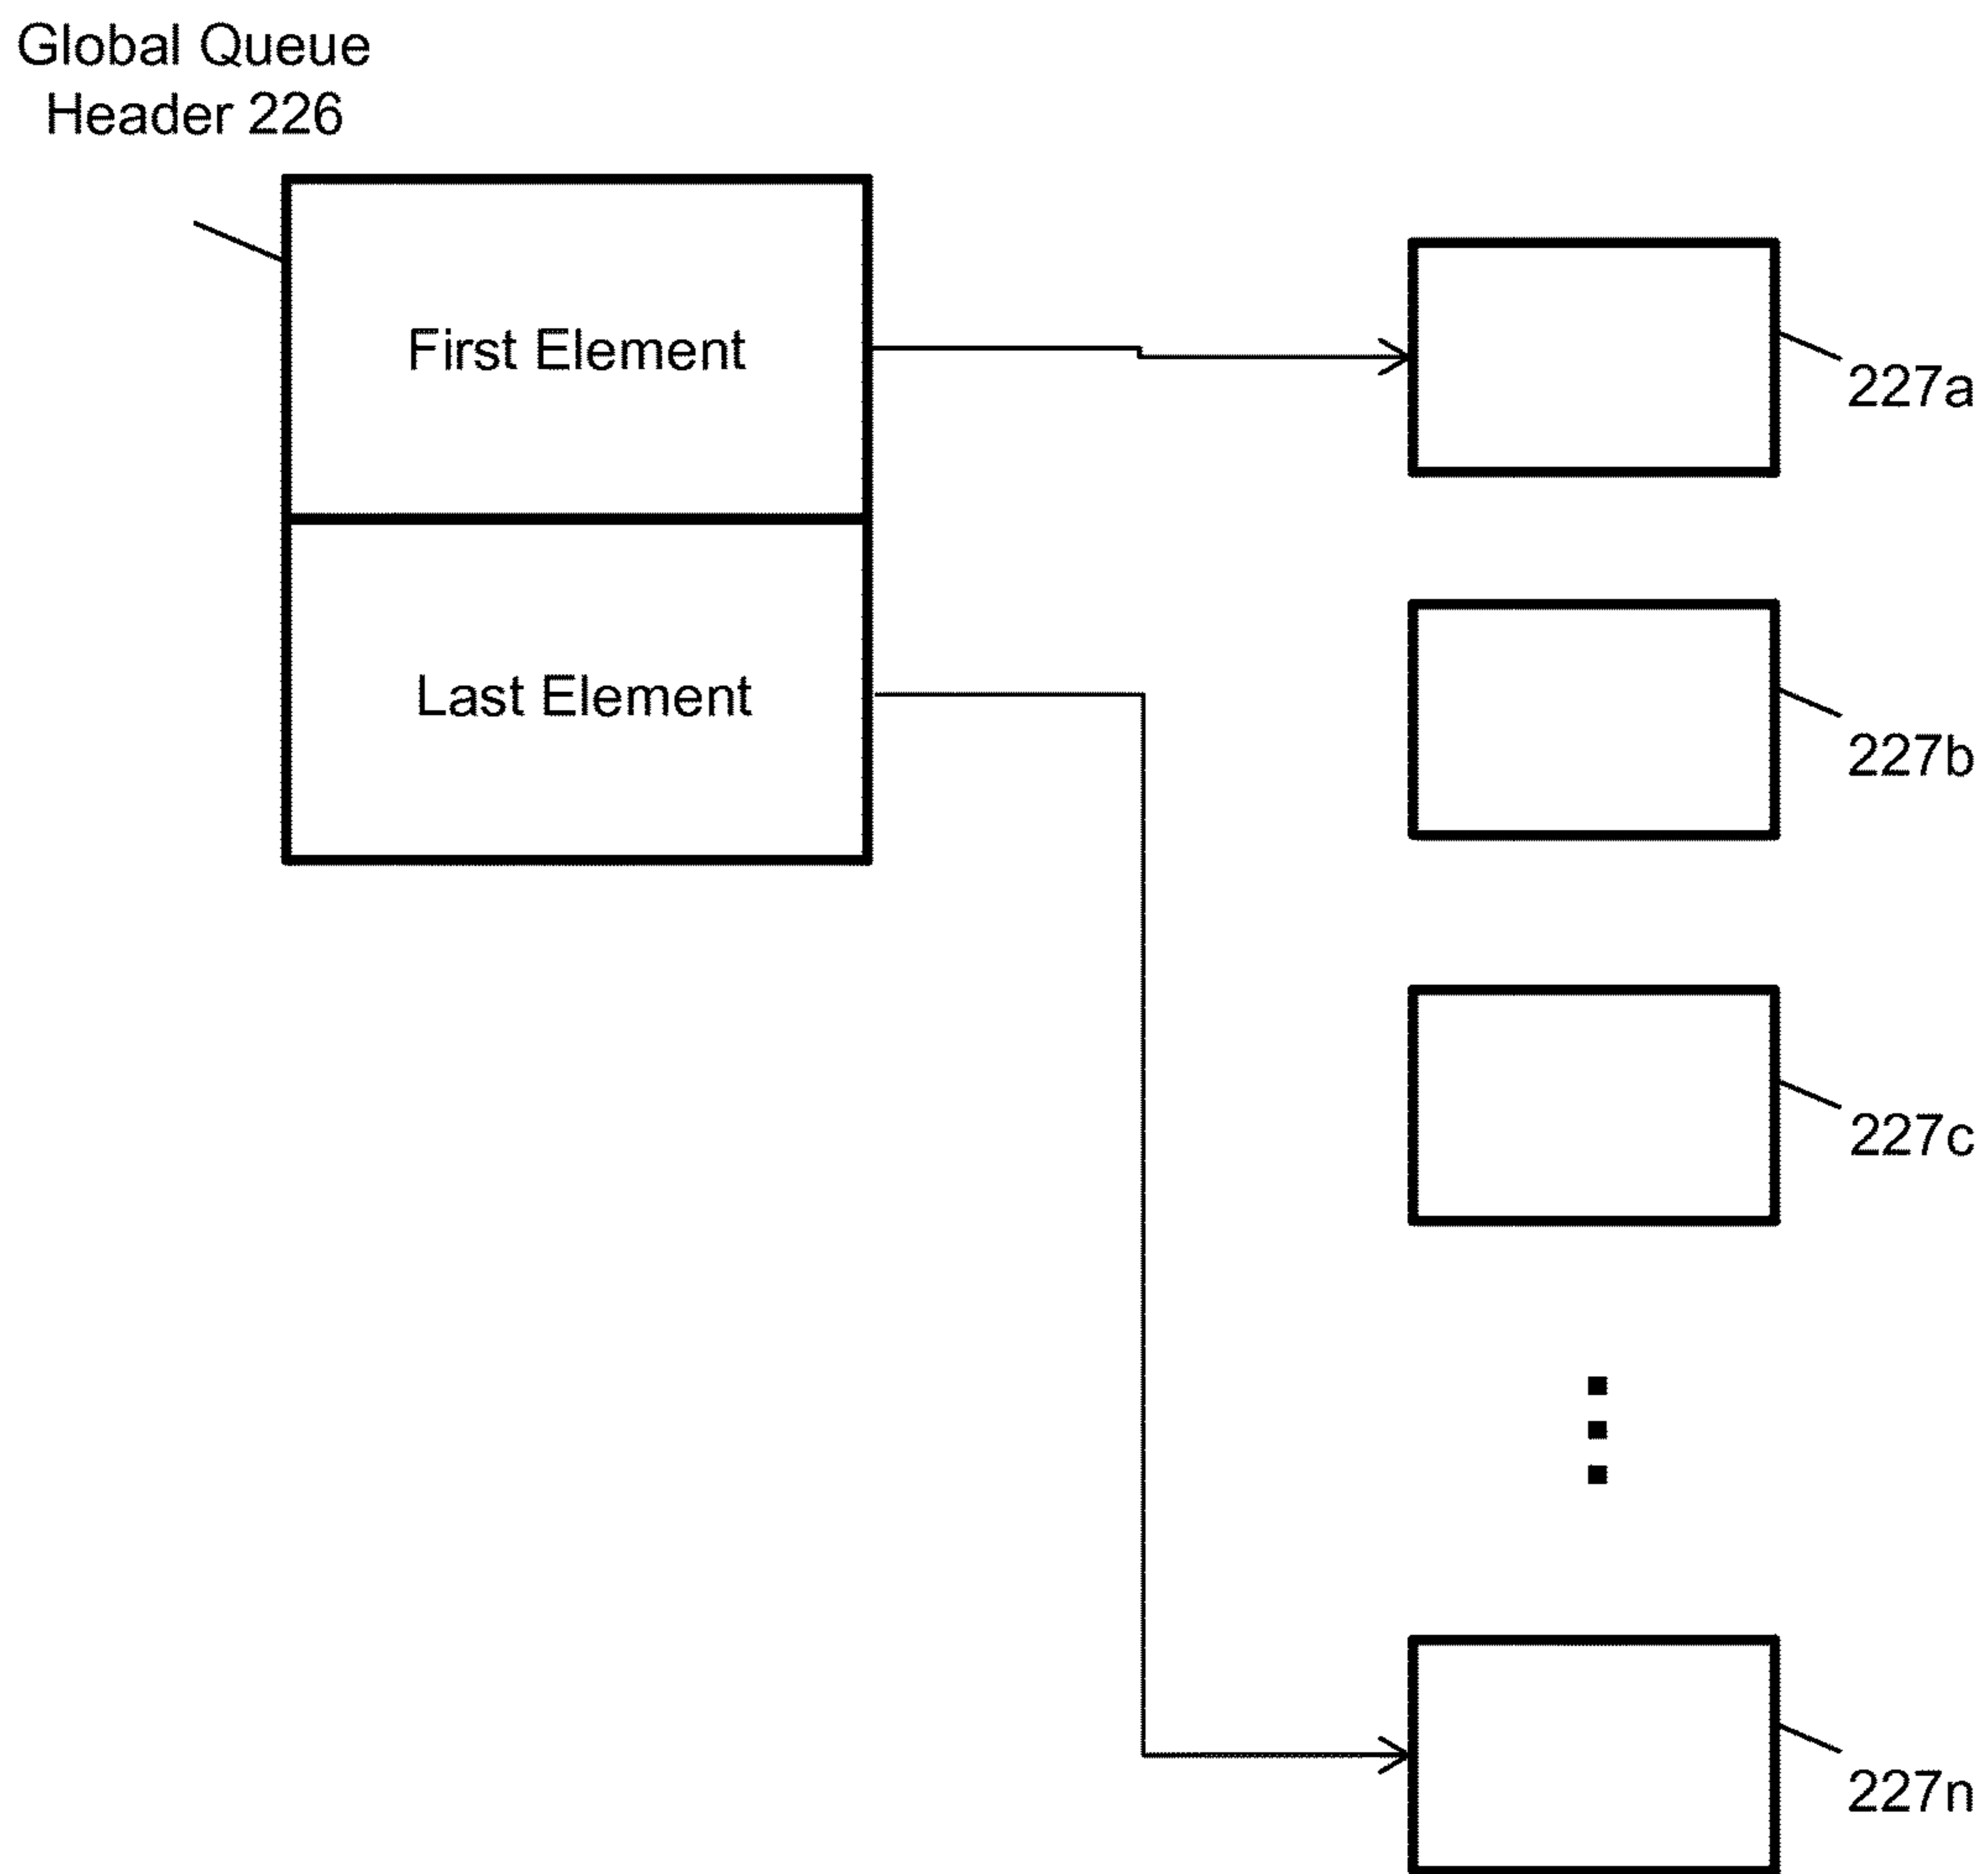 Global Queue
Header 226
First Element
227a
Last Element
227b
227c
227n